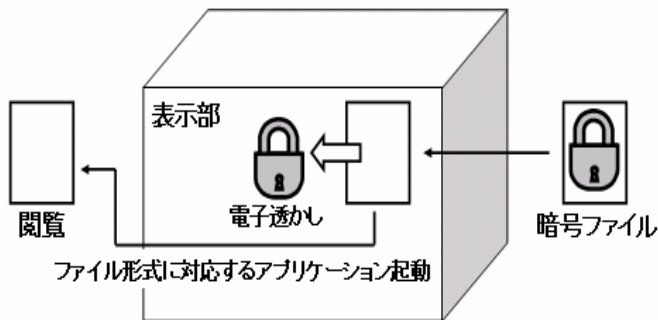 表示部
電子透かし
閲覧
暗号ファイル
ファイル形式に対応するアプリケーション起動